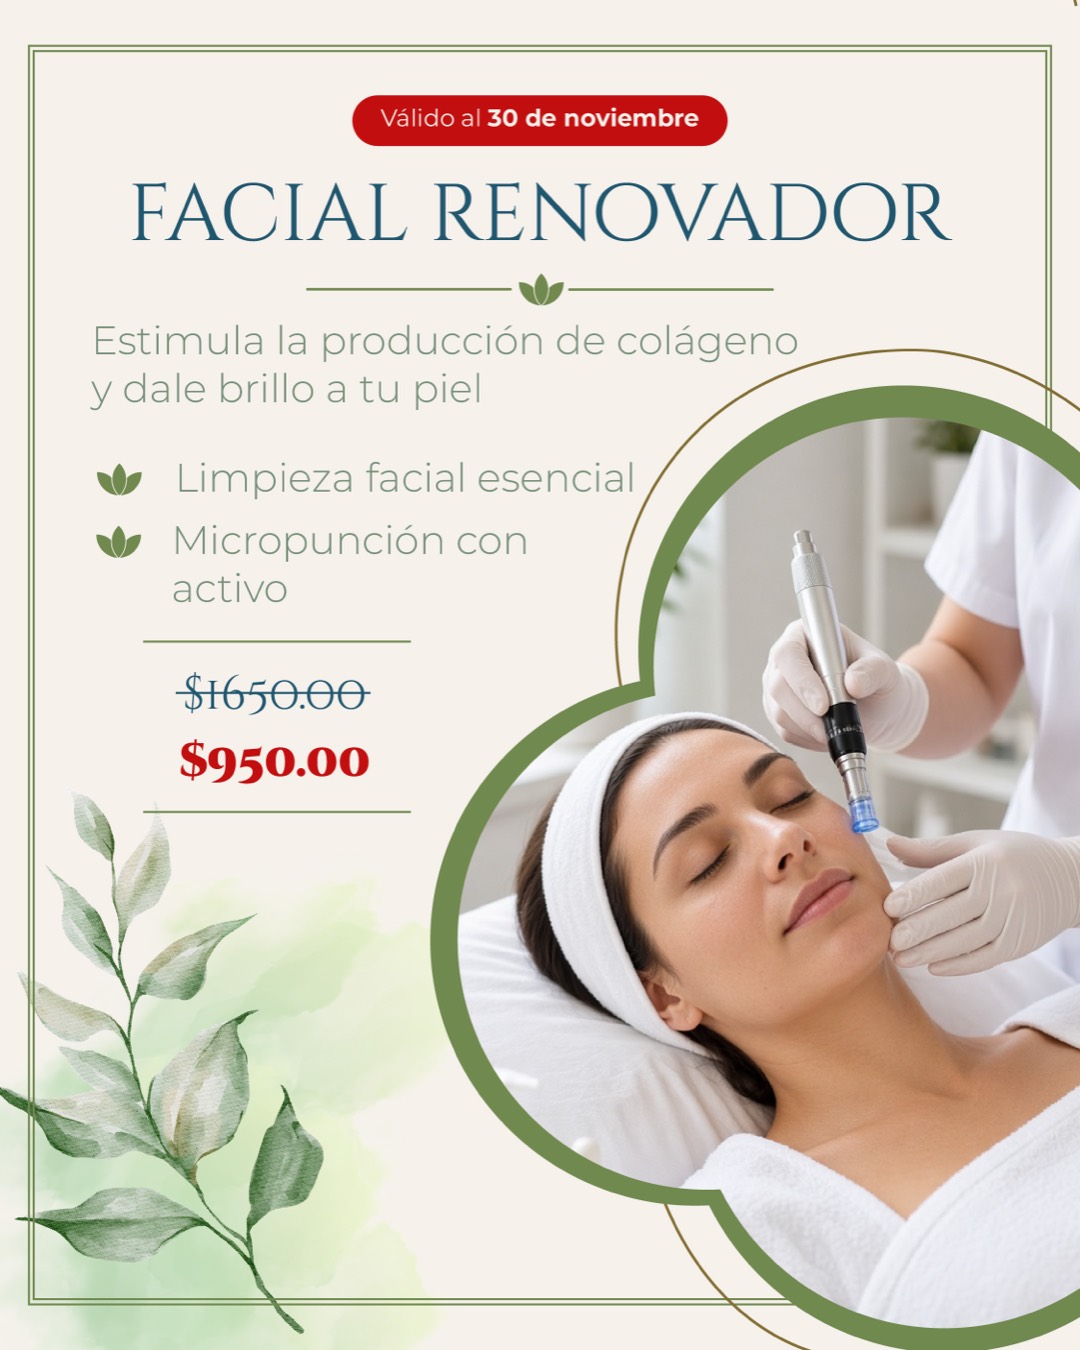 Válido al 30 de noviembre
FACIAL RENOVADOR
Estimula la producción de colágeno
y dale brillo a tu piel
Limpieza facial esencial
Micropunción con
activo
$1650.00
$950.00